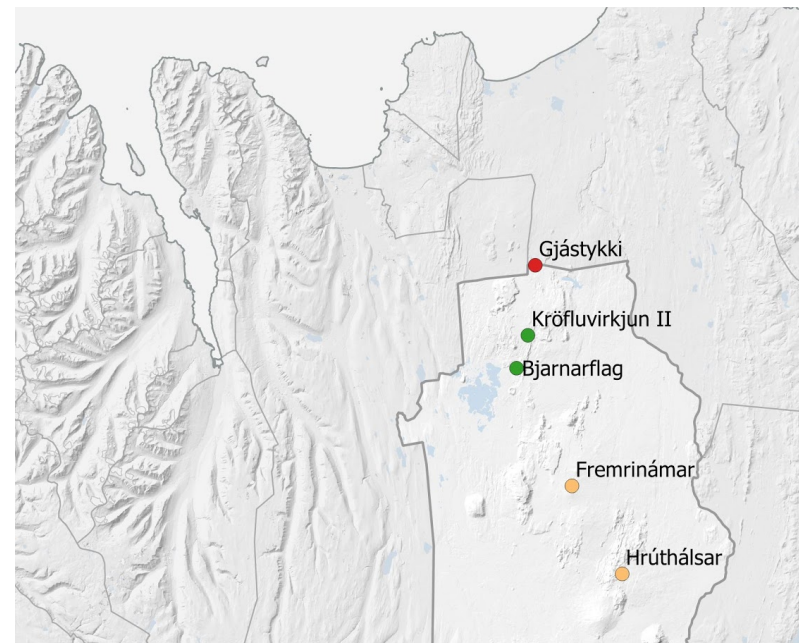 Gjástykki
Kröfluvirkjun II
Bjarnarflag
Fremrinámar
Hrúthálsar